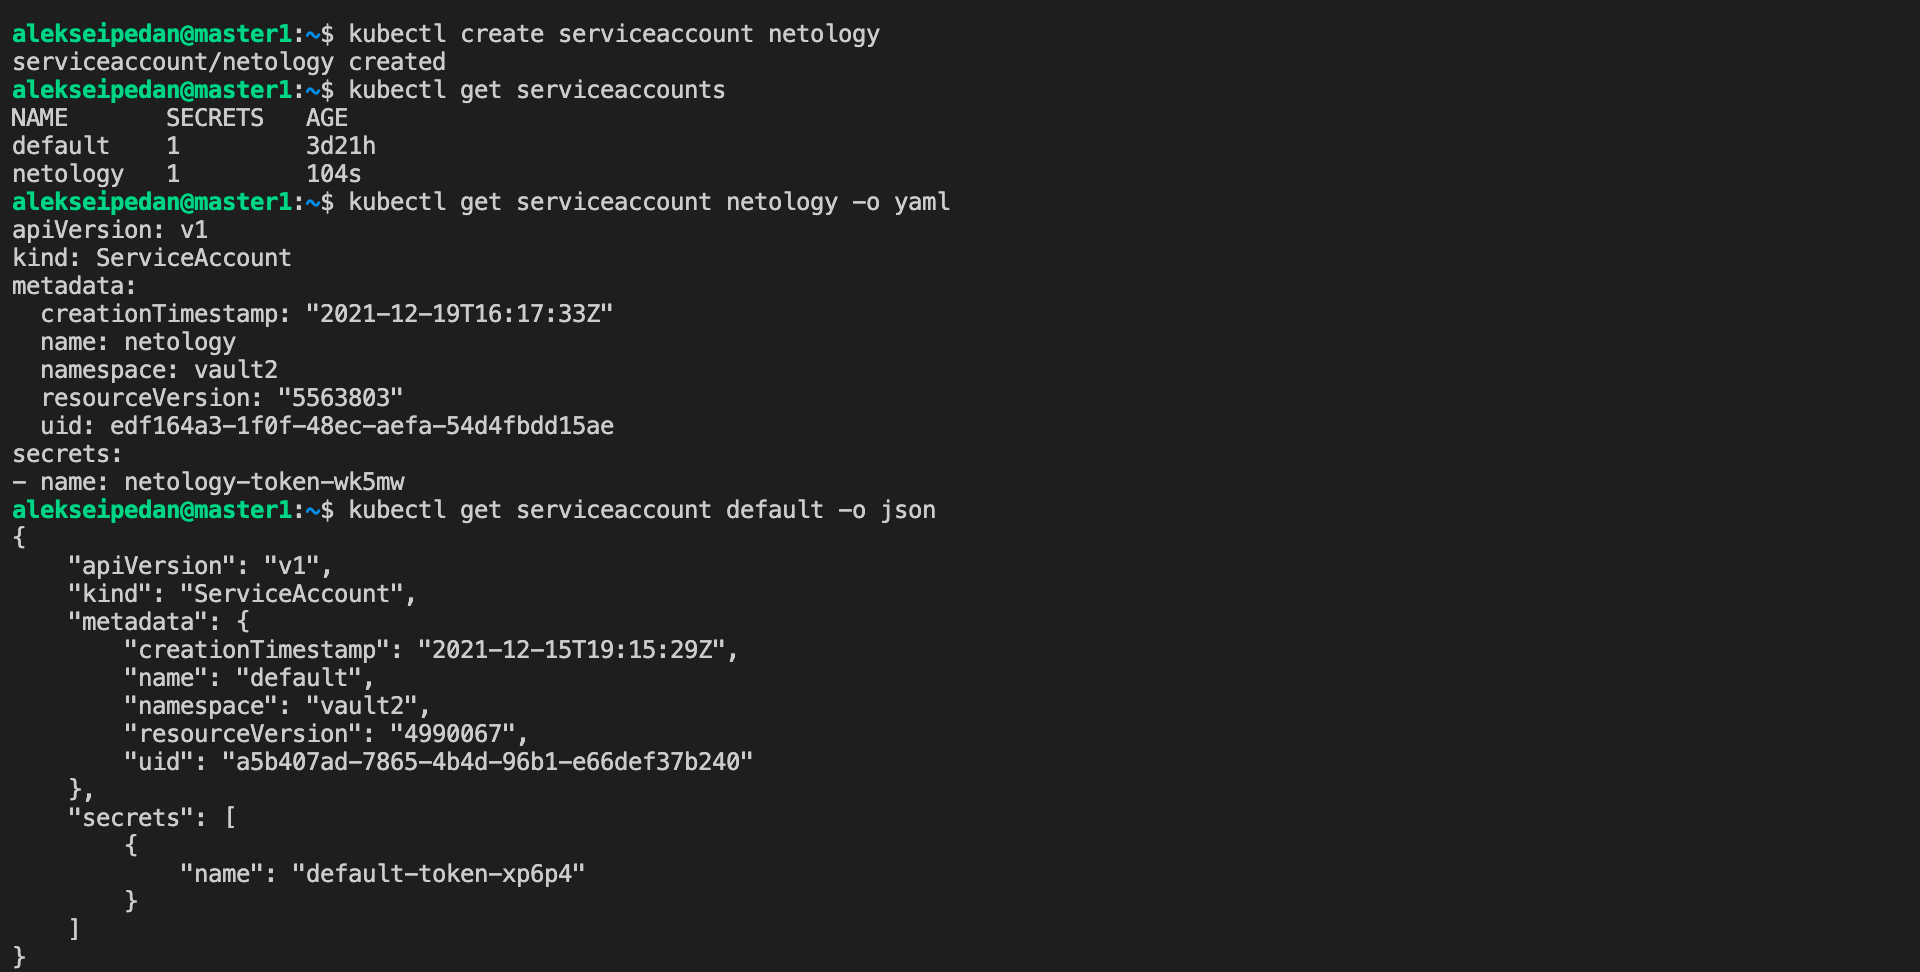 alekseipedan@master1:~$ kubectl create serviceaccount netology
serviceaccount/netology created
alekseipedan@master1:~$ kubectl get serviceaccounts
NAME       SECRETS   AGE
default    1         3d21h
netology   1         104s
alekseipedan@master1:~$ kubectl get serviceaccount netology -o yaml
apiVersion: v1
kind: ServiceAccount
metadata:
  creationTimestamp: "2021-12-19T16:17:33Z"
  name: netology
  namespace: vault2
  resourceVersion: "5563803"
  uid: edf164a3-1f0f-48ec-aefa-54d4fbdd15ae
secrets:
- name: netology-token-wk5mw
alekseipedan@master1:~$ kubectl get serviceaccount default -o json
{
    "apiVersion": "v1",
    "kind": "ServiceAccount",
    "metadata": {
        "creationTimestamp": "2021-12-15T19:15:29Z",
        "name": "default",
        "namespace": "vault2",
        "resourceVersion": "4990067",
        "uid": "a5b407ad-7865-4b4d-96b1-e66def37b240"
    },
    "secrets": [
        {
            "name": "default-token-xp6p4"
        }
    ]
}